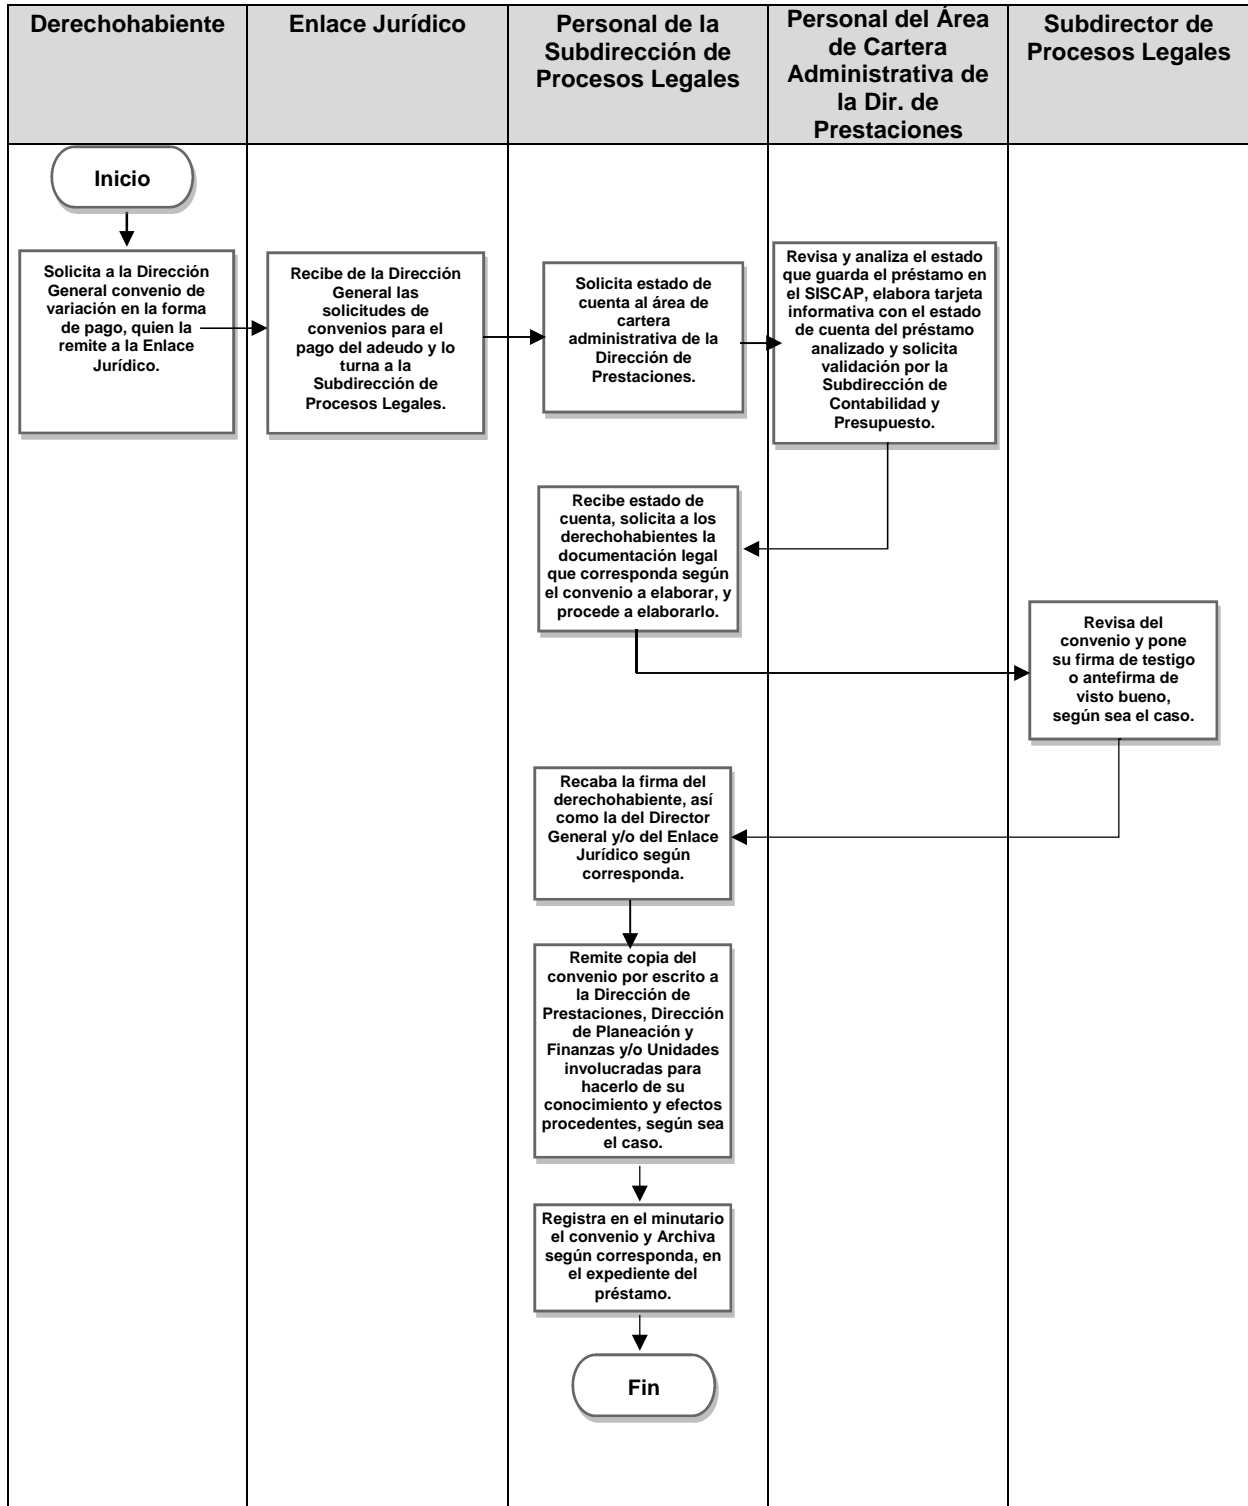 Derechohabiente
Enlace Jurídico
Personal de la
Subdirección de
Procesos Legales
Personal del Área
de Cartera
Administrativa de
la Dir. de
Prestaciones
Subdirector de
Procesos Legales
Inicio
Solicita a la Dirección
General convenio de
variación en la forma
de pago, quien la
remite a la Enlace
Jurídico.
Recibe de la Dirección
General las
solicitudes de
convenios para el
pago del adeudo y lo
turna a la
Subdirección de
Procesos Legales.
Solicita estado de
cuenta al área de
cartera
administrativa de la
Dirección de
Prestaciones.
Revisa y analiza el estado
que guarda el préstamo en
el SISCAP, elabora tarjeta
informativa con el estado
de cuenta del préstamo
analizado y solicita
validación por la
Subdirección de
Contabilidad y
Presupuesto.
Recibe estado de
cuenta, solicita a los
derechohabientes la
documentación legal
que corresponda según
el convenio a elaborar, y
procede a elaborarlo.
Revisa del
convenio y pone
su firma de testigo
o antefirma de
visto bueno,
según sea el caso.
Recaba la firma del
derechohabiente, así
como la del Director
General y/o del Enlace
Jurídico según
corresponda.
Remite copia del
convenio por escrito a
la Dirección de
Prestaciones, Dirección
de Planeación y
Finanzas y/o Unidades
involucradas para
hacerlo de su
conocimiento y efectos
procedentes, según sea
el caso.
Registra en el minutario
el convenio y Archiva
según corresponda, en
el expediente del
préstamo.
Fin